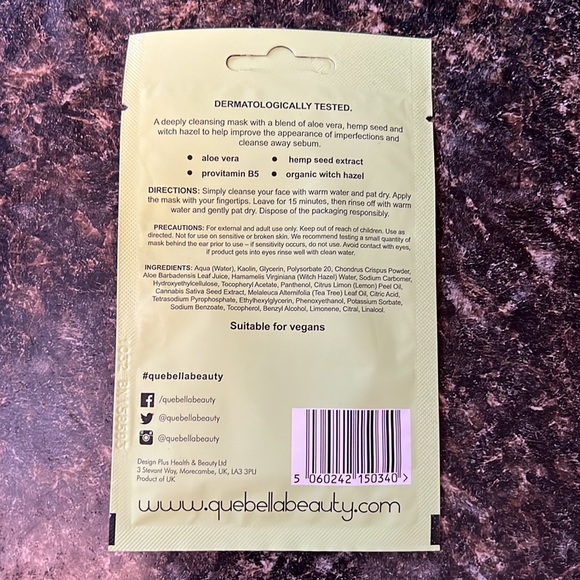 DERMATOLOGICALLY TESTED.
A deeply cleansing mask with a blend of aloe vera, hemp seed and
witch hazel to help improve the appearance of imperfections and
cleanse away sebum.
● aloe vera ● hemp seed extract
● provitamin B5 ● organic witch hazel
DIRECTIONS: Simply cleanse your face with warm water and pat dry. Apply
the mask with your fingertips. Leave for 15 minutes, then rinse off with warm
water and gently pat dry. Dispose of the packaging responsibly.
PRECAUTIONS: For external and adult use only. Keep out of reach of children. Use as
directed. Not for use on sensitive or broken skin. We recommend testing a small quantity of
mask behind the ear prior to use – if sensitivity occurs, do not use. Avoid contact with eyes,
if product gets into eyes rinse well with clean water.
INGREDIENTS: Aqua (Water), Kaolin, Glycerin, Polysorbate 20, Chondrus Crispus Powder,
Aloe Barbadensis Leaf Juice, Hamamelis Virginiana (Witch Hazel) Water, Sodium Carbomer,
Hydroxyethylcellulose, Tocopheryl Acetate, Panthenol, Citrus Limon (Lemon) Peel Oil,
Cannabis Sativa Seed Extract, Melaleuca Alternifolia (Tea Tree) Leaf Oil, Citric Acid,
Tetrasodium Pyrophosphate, Ethylhexylglycerin, Phenoxyethanol, Potassium Sorbate,
Sodium Benzoate, Tocopherol, Benzyl Alcohol, Limonene, Citral, Linalool.
Suitable for vegans
#quebellabeauty
/quebellabeauty
@quebellabeauty
@quebellabeauty
Design Plus Health & Beauty Ltd
3 Stevant Way, Morecambe, UK, LA3 3PU
Product of UK
5 060242 150340 >
www.quebellabeauty.com